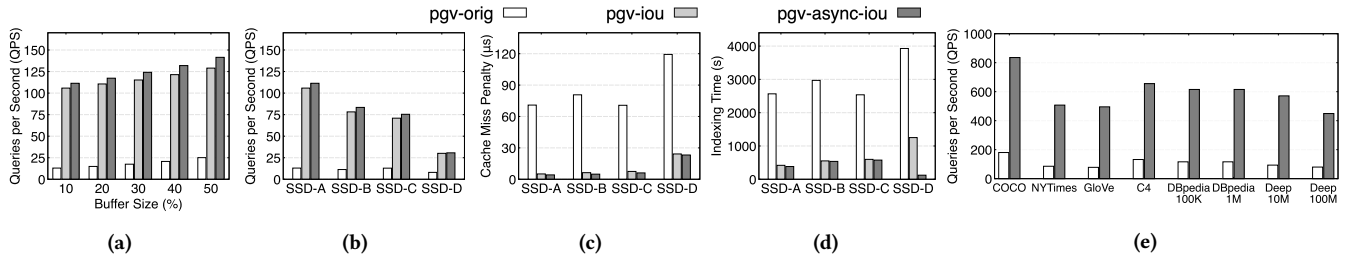 pgv-orig pgv-iou pgv-async-iou
Queries per Second (QPS)
150
125
100
75
50
25
0
10 20 30 40 50
Buffer Size (%)
(a)
Queries per Second (QPS)
150
125
100
75
50
25
0
SSD-A SSD-B SSD-C SSD-D
(b)
Cache Miss Penalty (µs)
120
90
60
30
0
SSD-A SSD-B SSD-C SSD-D
(c)
Indexing Time (s)
4000
3000
2000
1000
0
SSD-A SSD-B SSD-C SSD-D
(d)
Queries per Second (QPS)
1000
800
600
400
200
0
COCO NYTimes GloVe C4 DBpedia DBpedia Deep Deep
100K 1M 10M 100M
(e)